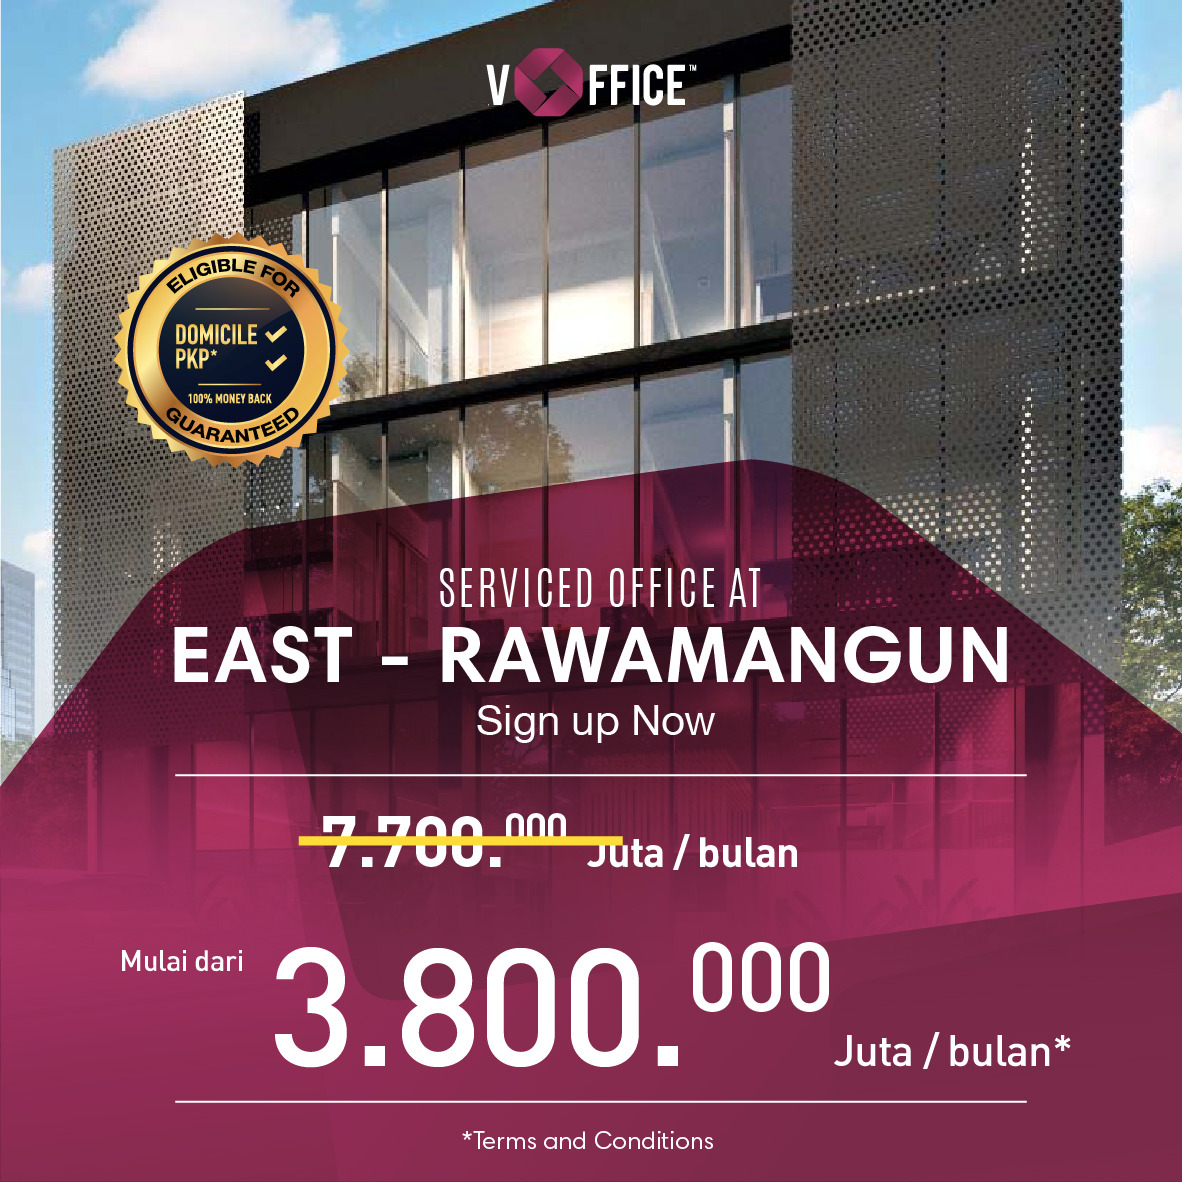 V OFFICE™
ELIGIBLE FOR
DOMICILE
PKP*
100% MONEY BACK
GUARANTEED
SERVICED OFFICE AT
EAST - RAWAMANGUN
Sign up Now
7.700.000 Juta / bulan
Mulai dari 3.800.000 Juta / bulan*
*Terms and Conditions